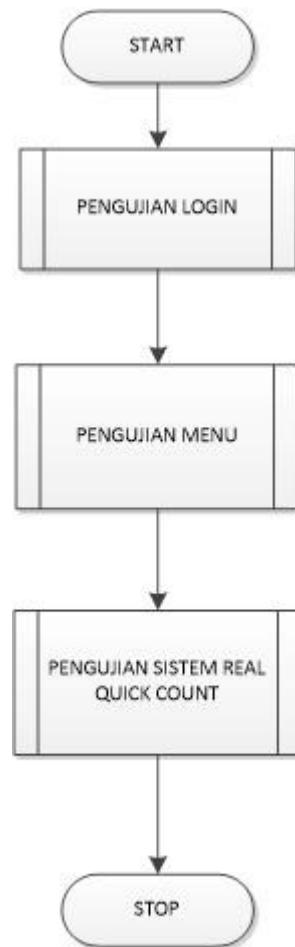 START
PENGUJIAN LOGIN
PENGUJIAN MENU
PENGUJIAN SISTEM REAL
QUICK COUNT
STOP